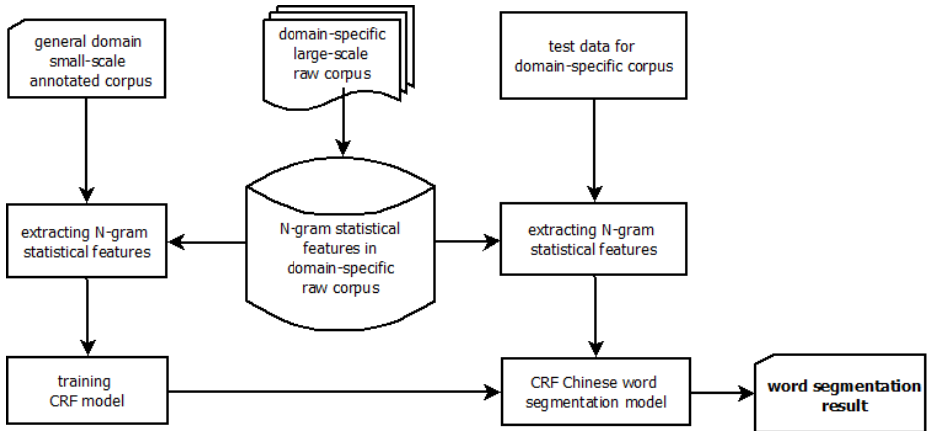 general domain
small-scale
annotated corpus
domain-specific
large-scale
raw corpus
test data for
domain-specific corpus
extracting N-gram
statistical features
N-gram statistical
features in
domain-specific
raw corpus
extracting N-gram
statistical features
training
CRF model
CRF Chinese word
segmentation model
word segmentation
result